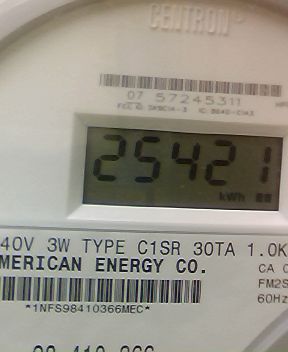 CENTRON
07 57245311
25421
kWh
40V 3W TYPE C1SR 30TA 1.0K
MERICAN ENERGY CO.
CA 0
FM2S
60Hz
*1NFS98410366MEC*